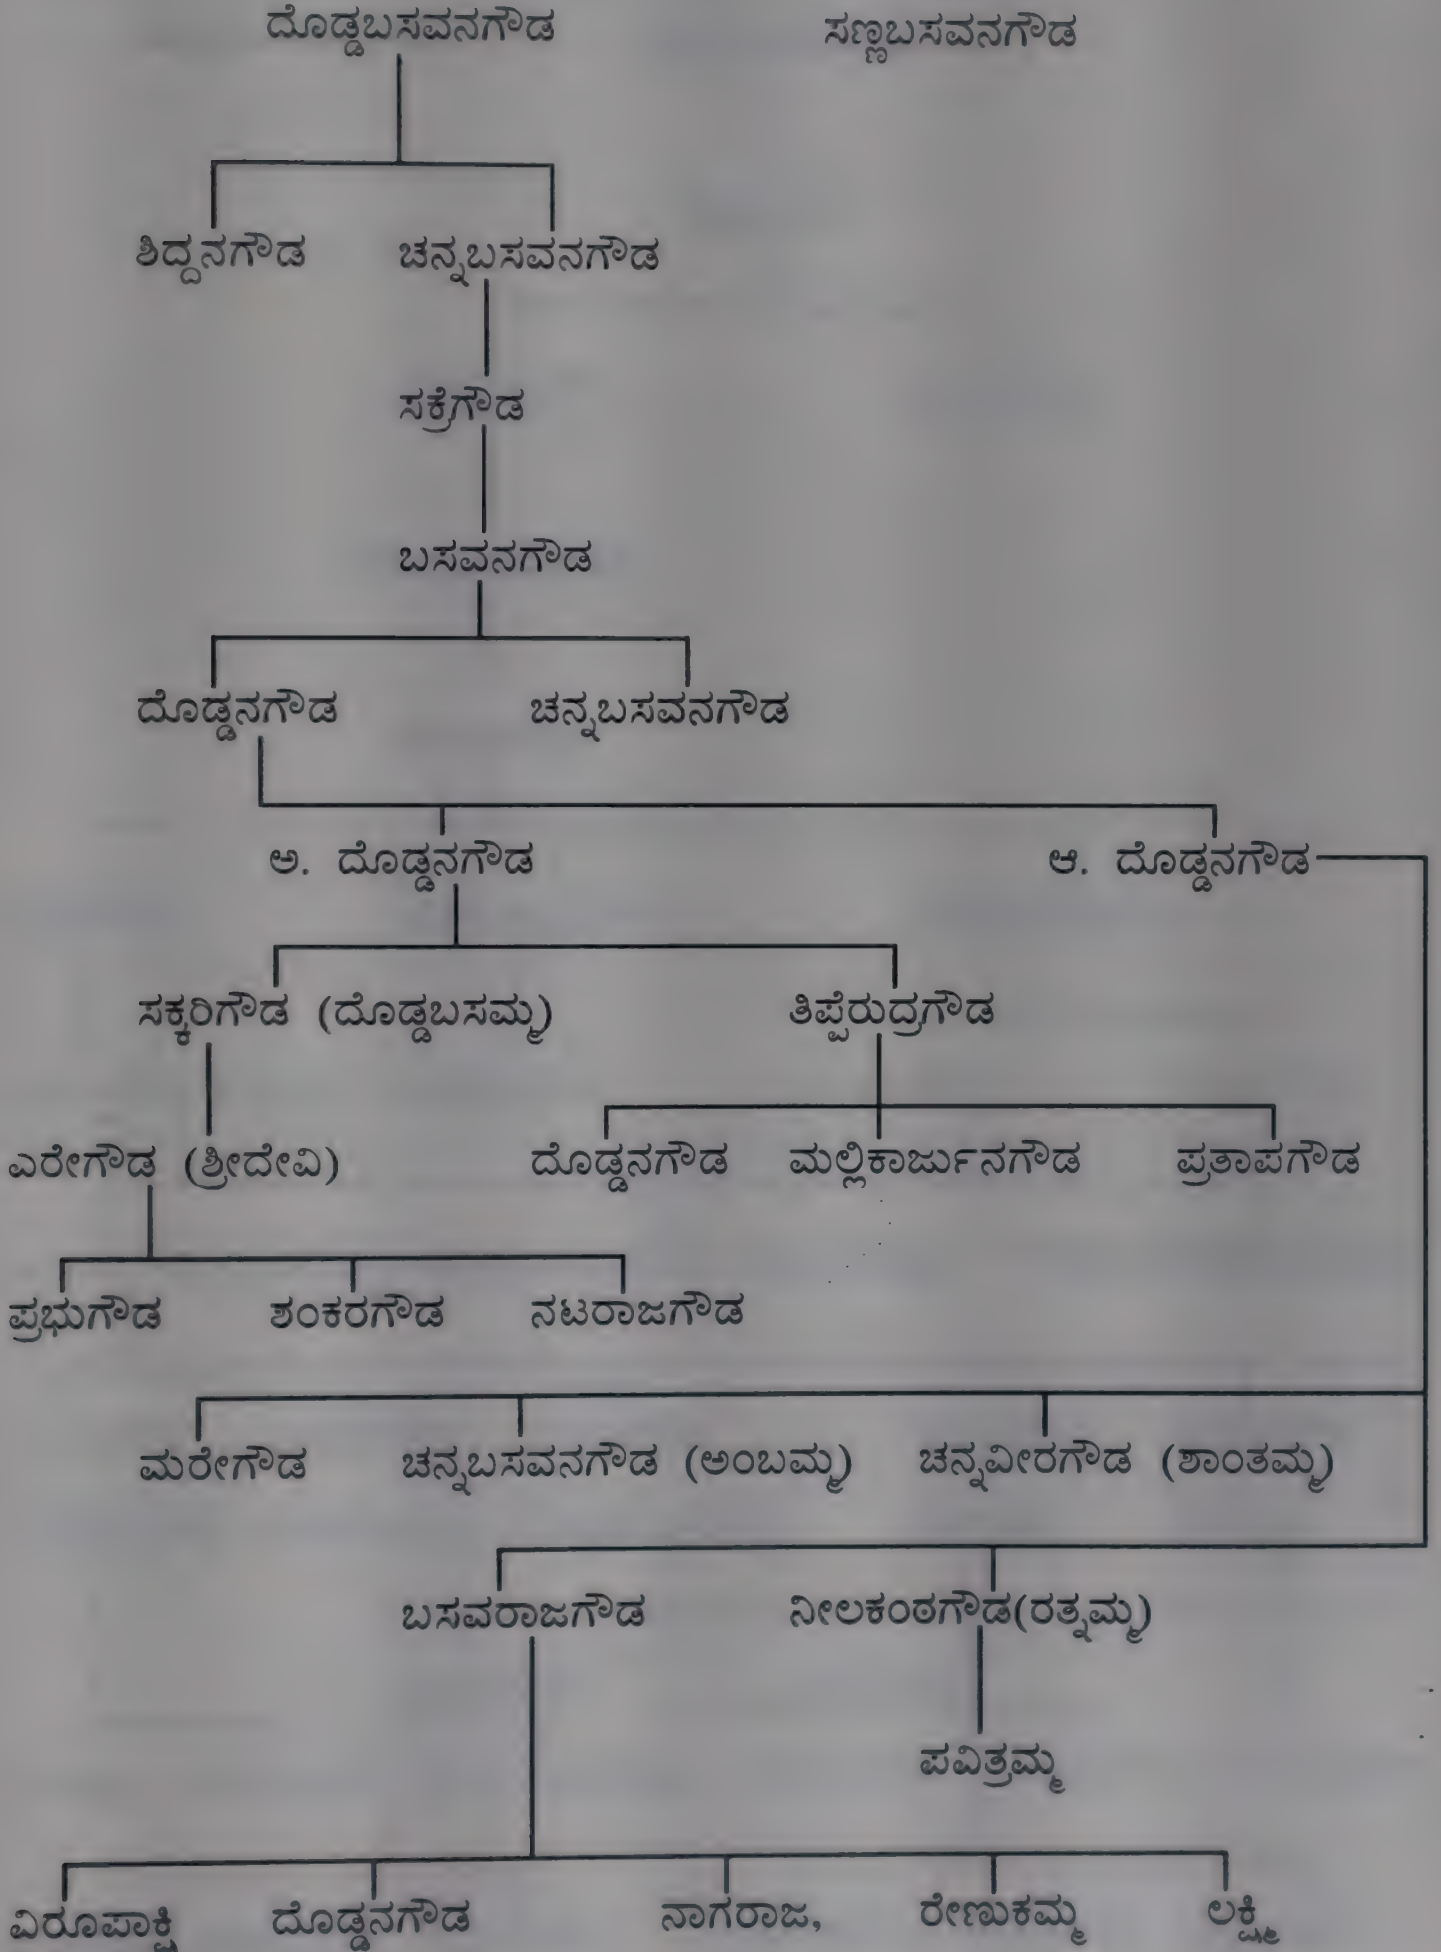 ದೊಡ್ಡಬಸವನಗೌಡ ಸಣ್ಣಬಸವನಗೌಡ
ಶಿದ್ದನಗೌಡ ಚನ್ನಬಸವನಗೌಡ
ಸಕ್ರೆಗೌಡ
ಬಸವನಗೌಡ
ದೊಡ್ಡನಗೌಡ ಚನ್ನಬಸವನಗೌಡ
ಅ. ದೊಡ್ಡನಗೌಡ ಆ. ದೊಡ್ಡನಗೌಡ
ಸಕ್ಕರಿಗೌಡ (ದೊಡ್ಡಬಸಮ್ಮ) ತಿಪ್ಪೆರುದ್ರಗೌಡ
ಎರೇಗೌಡ (ಶ್ರೀದೇವಿ) ದೊಡ್ಡನಗೌಡ ಮಲ್ಲಿಕಾರ್ಜುನಗೌಡ ಪ್ರತಾಪಗೌಡ
ಪ್ರಭುಗೌಡ ಶಂಕರಗೌಡ ನಟರಾಜಗೌಡ
ಮರೇಗೌಡ ಚನ್ನಬಸವನಗೌಡ (ಅಂಬಮ್ಮ) ಚನ್ನವೀರಗೌಡ (ಶಾಂತಮ್ಮ)
ಬಸವರಾಜಗೌಡ ನೀಲಕಂಠಗೌಡ(ರತ್ನಮ್ಮ)
ಪವಿತ್ರಮ್ಮ
ವಿರೂಪಾಕ್ಷಿ ದೊಡ್ಡನಗೌಡ ನಾಗರಾಜ, ರೇಣುಕಮ್ಮ ಲಕ್ಷ್ಮಿ